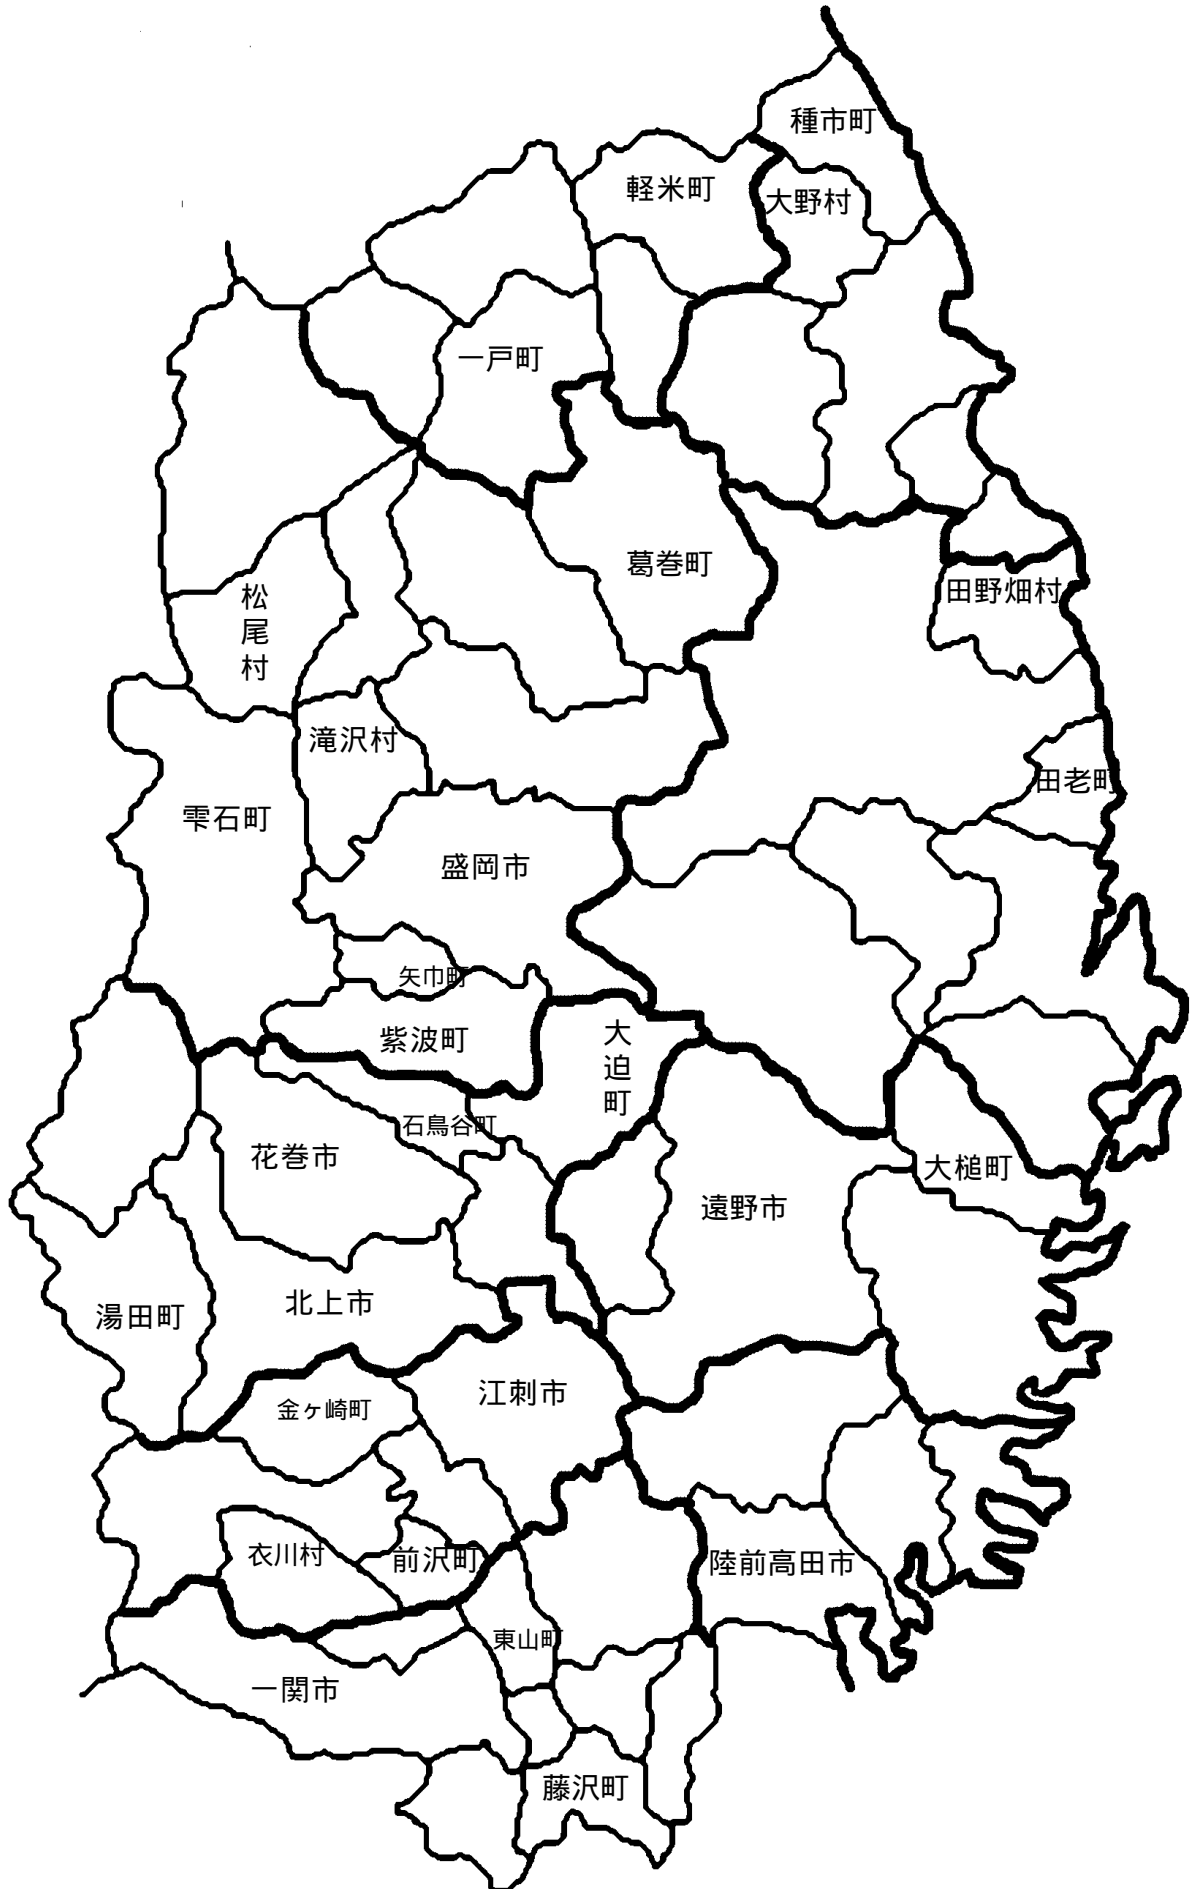 種市町
軽米町
大野村
一戸町
葛巻町
田野畑村
松尾村
滝沢村
田老町
雫石町
盛岡市
矢巾町
紫波町
大迫町
石鳥谷町
花巻市
大槌町
遠野市
湯田町
北上市
江刺市
金ヶ崎町
衣川村
前沢町
陸前高田市
東山町
一関市
藤沢町